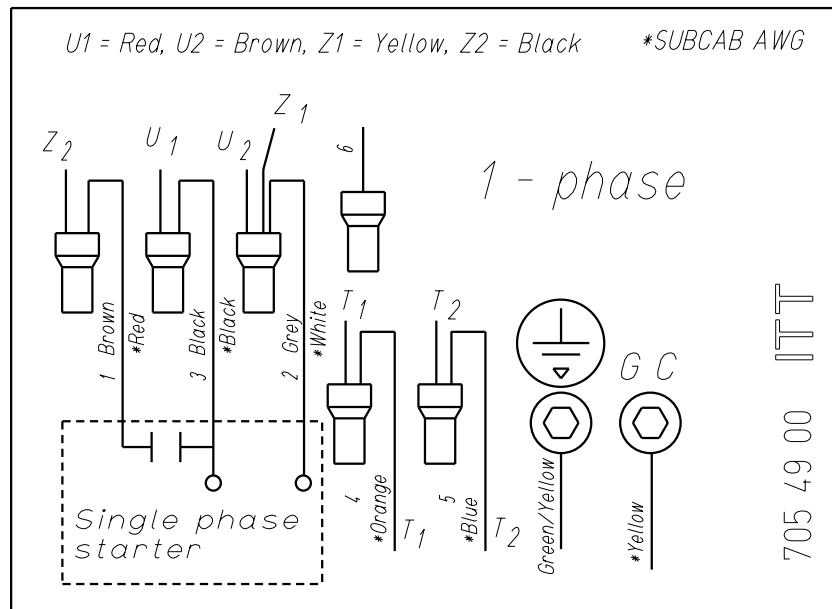 U1 = Red, U2 = Brown, Z1 = Yellow, Z2 = Black
*SUBCAB AWG
Z2
U1
U2
Z1
6
1 - phase
1 Brown
*Red
3 Black
*Black
2 Grey
*White
T1
T2
G C
4
*Orange
T1
5
*Blue
T2
Green/Yellow
*Yellow
Single phase
starter
705 49 00 ITT